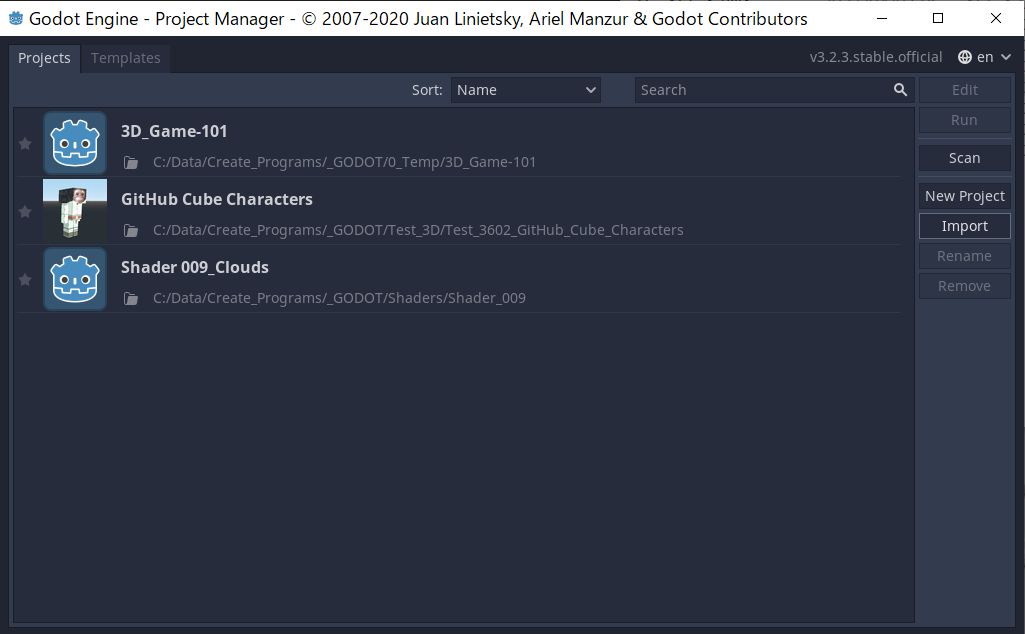 Godot Engine - Project Manager - © 2007-2020 Juan Linietsky, Ariel Manzur & Godot Contributors
Projects Templates v3.2.3.stable.official en
Sort: Name Search Edit
Run
3D_Game-101
C:/Data/Create_Programs/_GODOT/0_Temp/3D_Game-101 Scan
GitHub Cube Characters New Project
C:/Data/Create_Programs/_GODOT/Test_3D/Test_3602_GitHub_Cube_Characters Import
Rename
Shader 009_Clouds
Remove
C:/Data/Create_Programs/_GODOT/Shaders/Shader_009